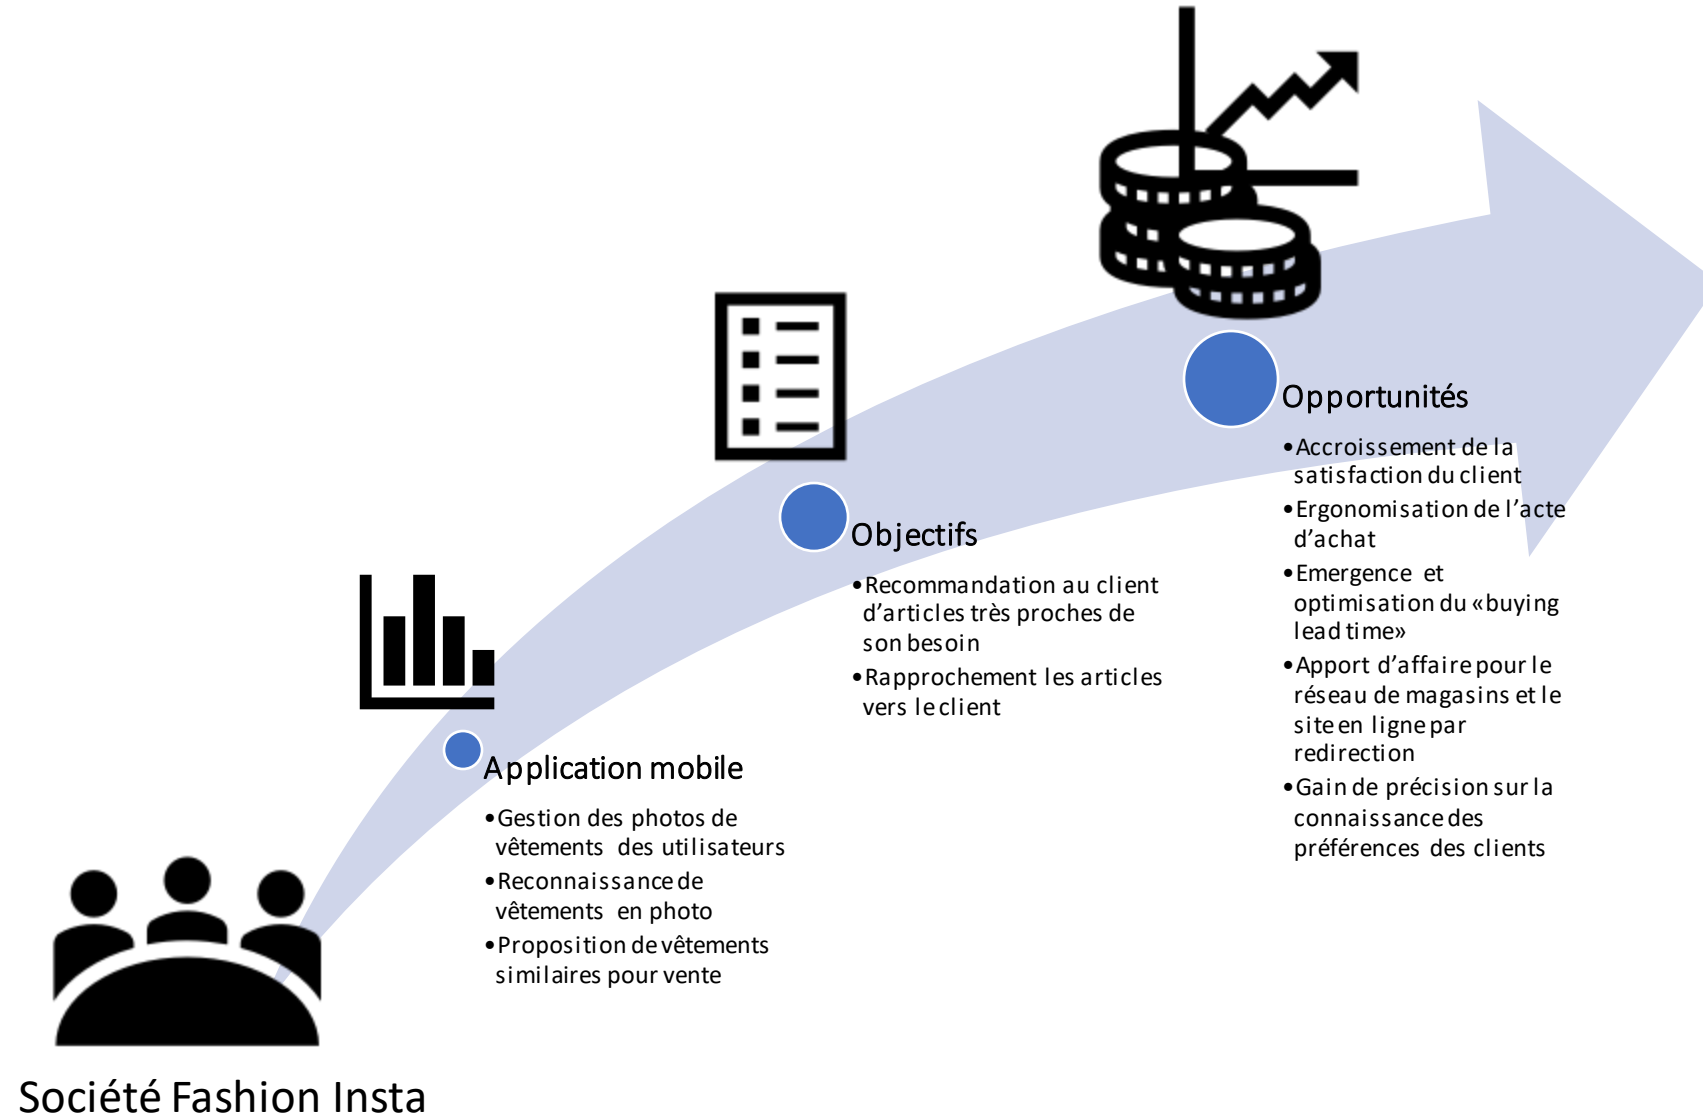 Application mobile
•Gestion des photos de
vêtements des utilisateurs
•Reconnaissance de
vêtements en photo
•Proposition de vêtements
similaires pour vente
Objectifs
•Recommandation au client
d’articles très proches de
son besoin
•Rapprochement les articles
vers le client
Opportunités
•Accroissement de la
satisfaction du client
•Ergonomisation de l’acte
d’achat
•Emergence et
optimisation du «buying
lead time»
•Apport d’affaire pour le
réseau de magasins et le
site en ligne par
redirection
•Gain de précision sur la
connaissance des
préférences des clients
Société Fashion Insta